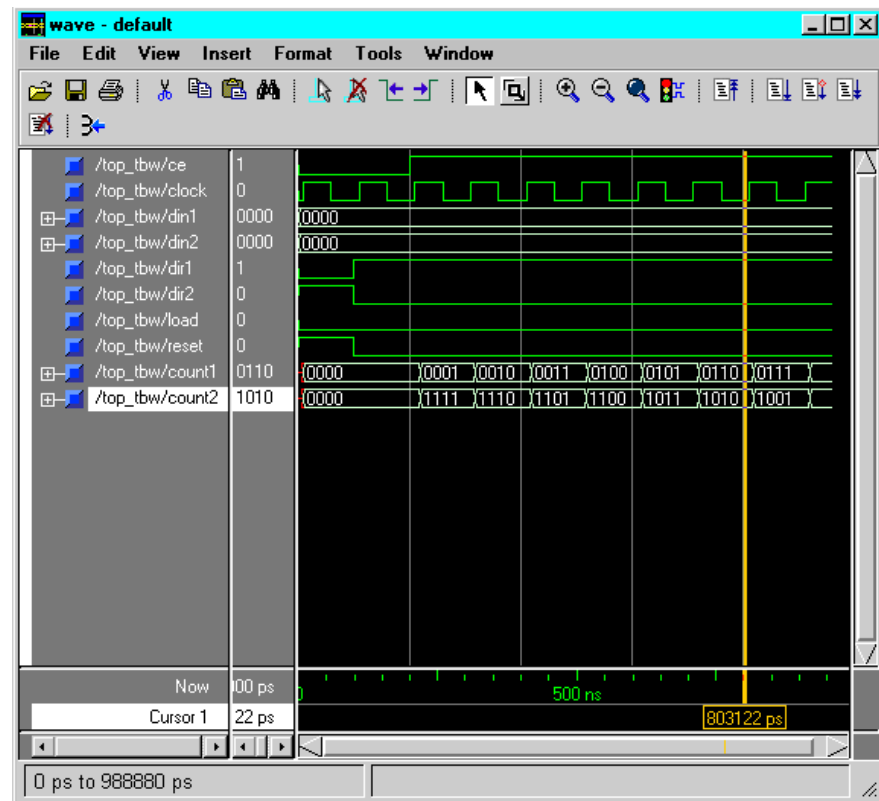 wave - default
File Edit View Insert Format Tools Window
/top_tbw/ce 1
/top_tbw/clock 0
/top_tbw/din1 0000 0000
/top_tbw/din2 0000 0000
/top_tbw/dir1 1
/top_tbw/dir2 0
/top_tbw/load 0
/top_tbw/reset 0
/top_tbw/count1 0110 0000 0001 0010 0011 0100 0101 0110 0111
/top_tbw/count2 1010 0000 1111 1110 1101 1100 1011 1010 1001
Now 00 ps 500 ns
Cursor 1 22 ps 803122 ps
0 ps to 988880 ps